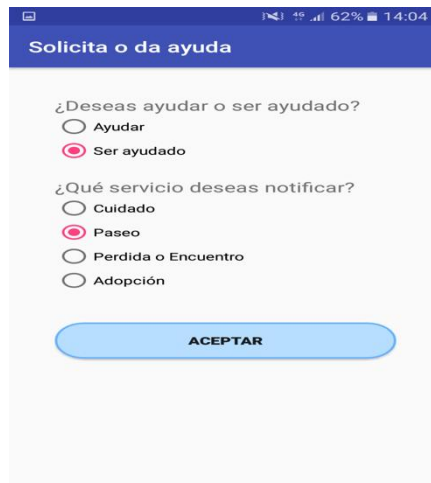 4G 62% 14:04
Solicita o da ayuda
¿Deseas ayudar o ser ayudado?
Ayudar
Ser ayudado
¿Qué servicio deseas notificar?
Cuidado
Paseo
Perdida o Encuentro
Adopción
ACEPTAR